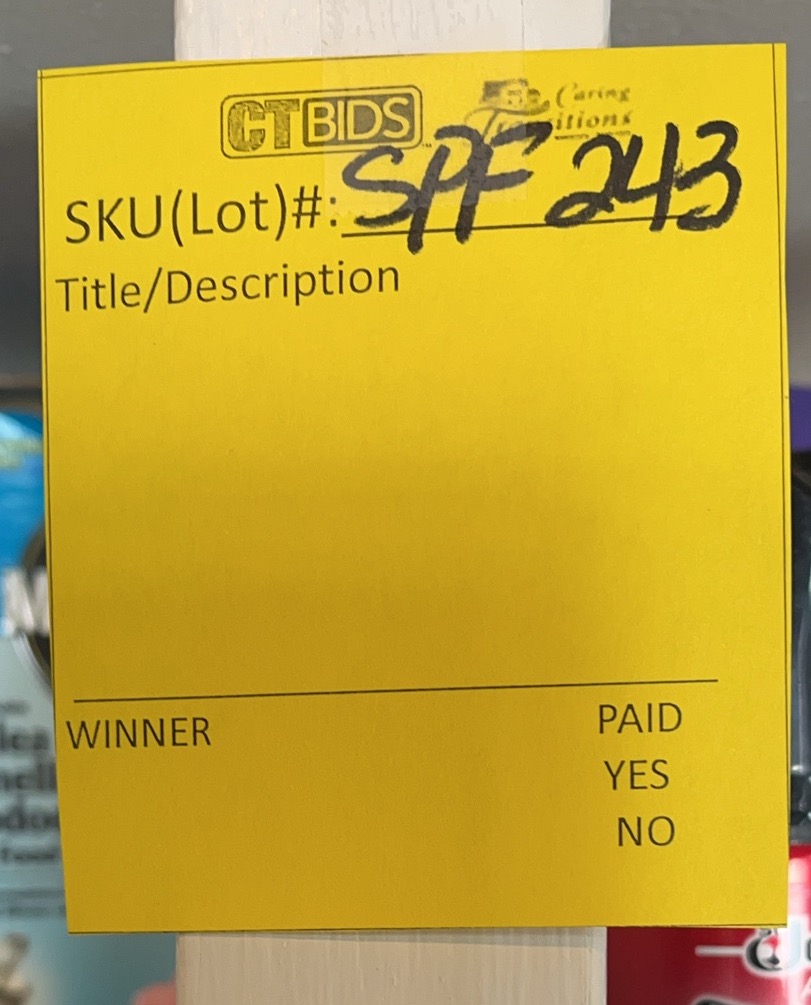 CTBIDS
Caring
Transitions
SKU(Lot)#: SPF 243
Title/Description
WINNER
PAID
YES
NO